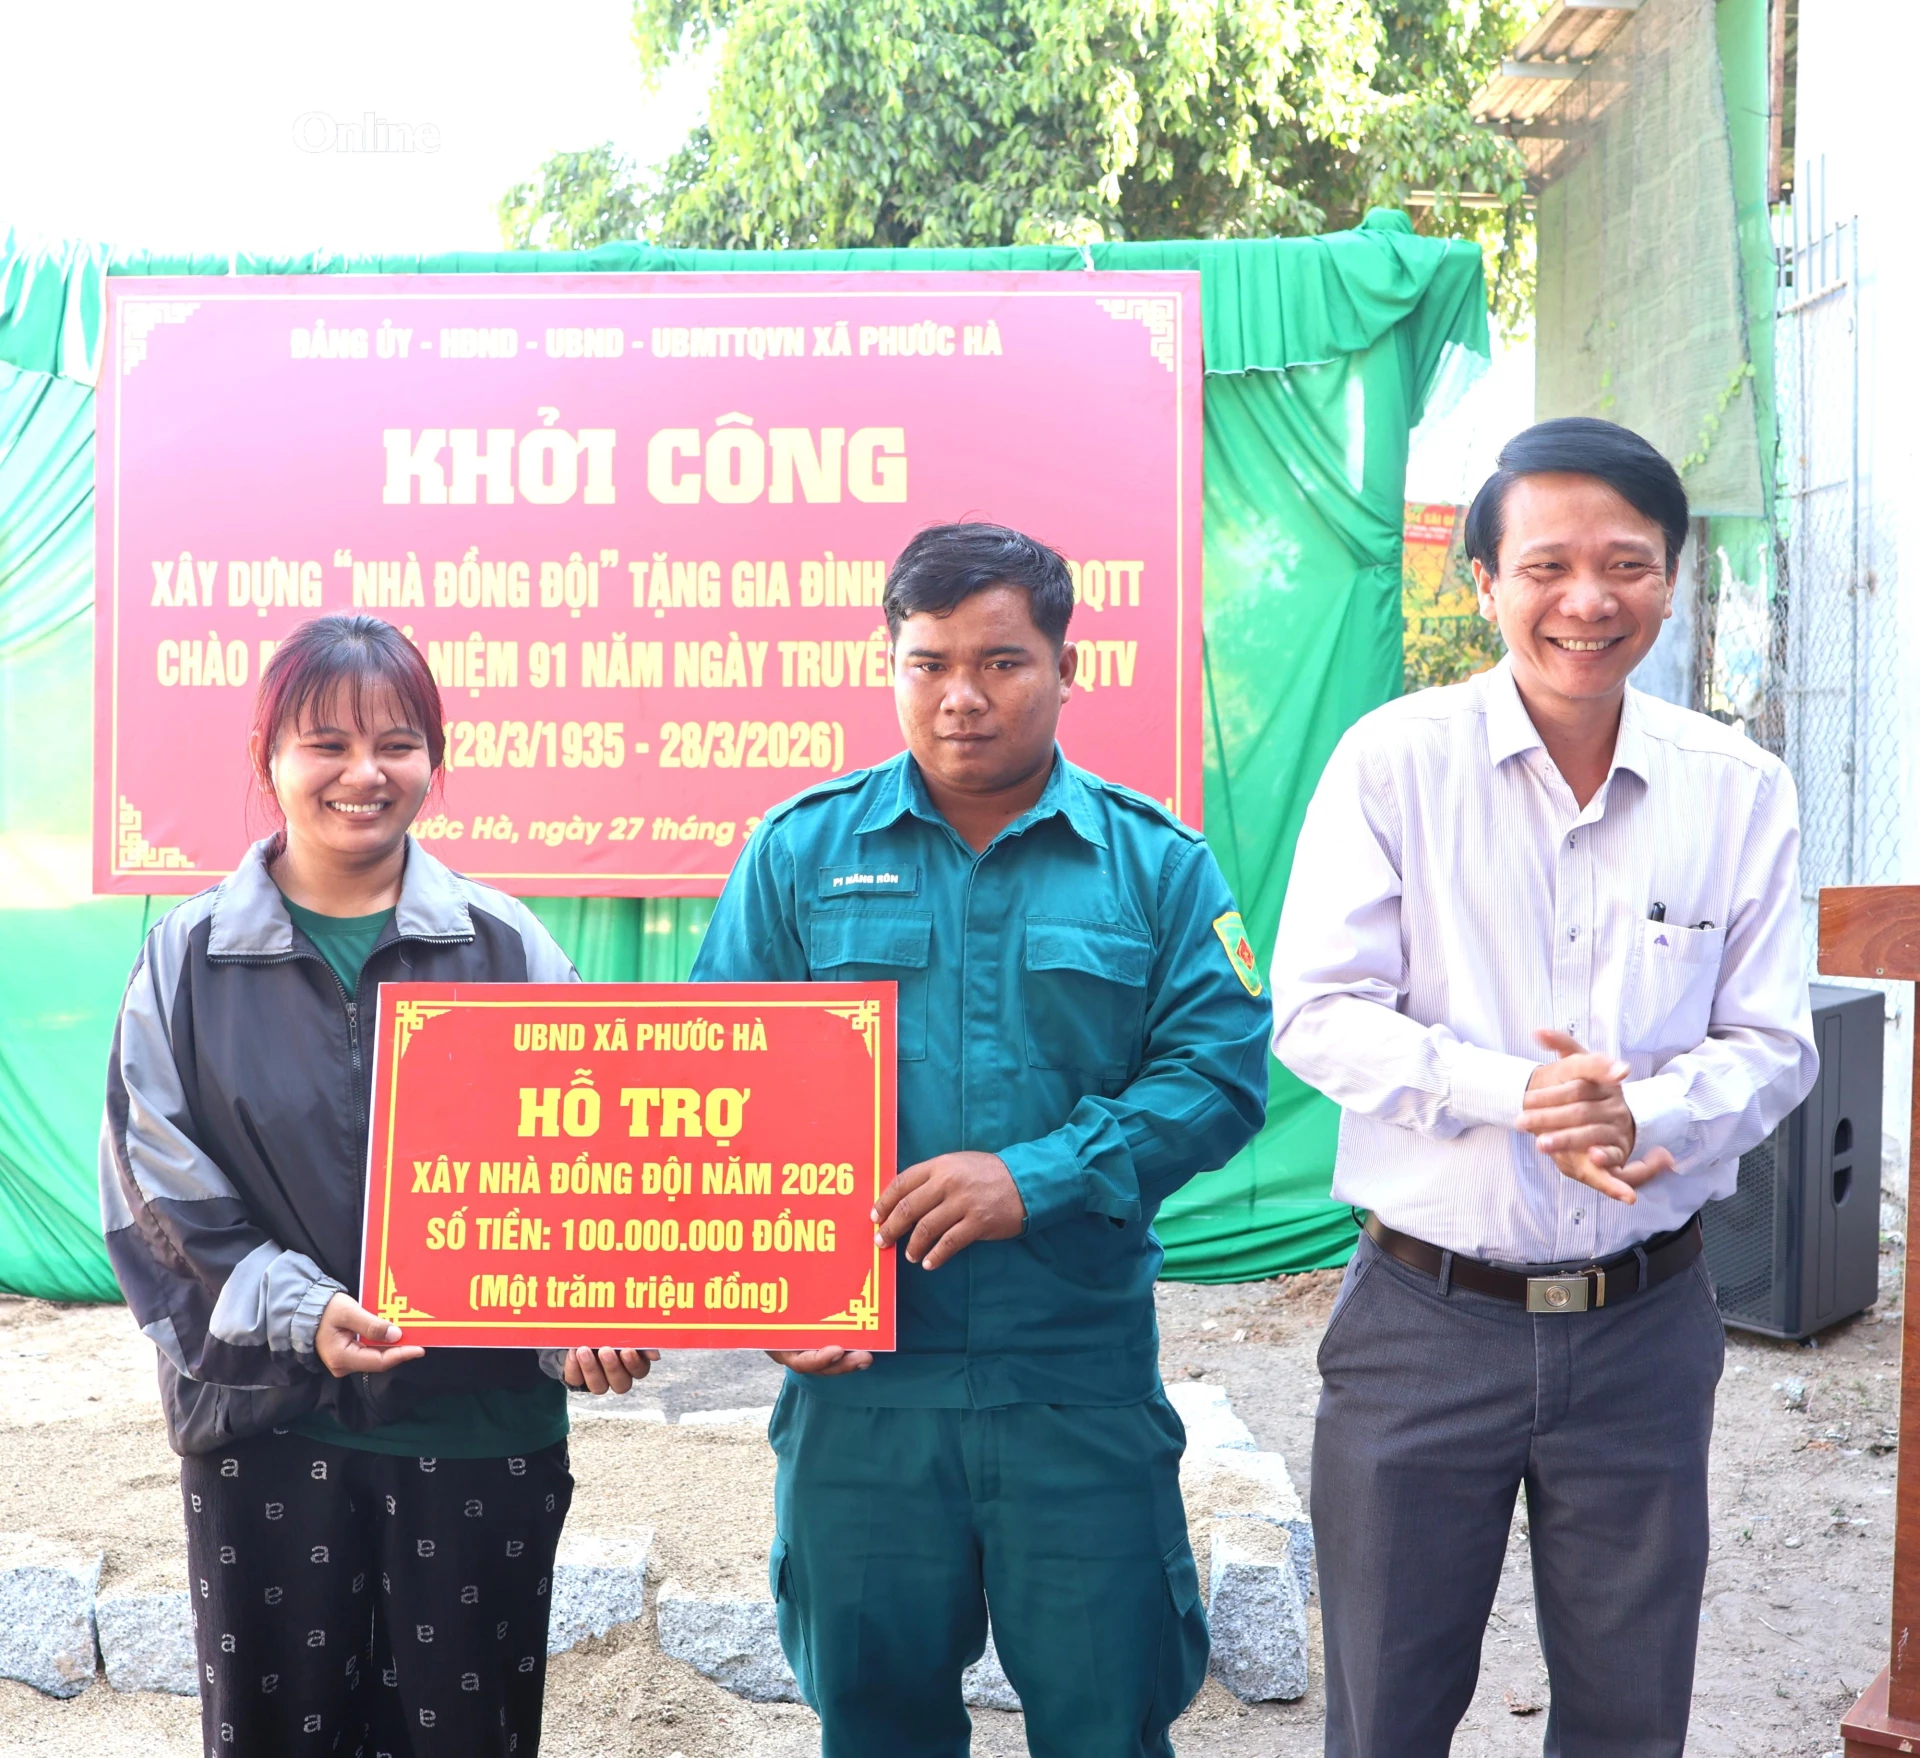 Online
ĐẢNG ỦY - HĐND - UBND - UBMTTQVN XÃ PHƯỚC HÀ
KHỞI CÔNG
XÂY DỰNG “NHÀ ĐỒNG ĐỘI” TẶNG GIA ĐÌNH DQTT
CHÀO NIỆM 91 NĂM NGÀY TRUYỀN QTV
(28/3/1935 - 28/3/2026)
ước Hà, ngày 27 tháng
PI NĂNG RÔN
UBND XÃ PHƯỚC HÀ
HỖ TRỢ
XÂY NHÀ ĐỒNG ĐỘI NĂM 2026
SỐ TIỀN: 100.000.000 ĐỒNG
(Một trăm triệu đồng)